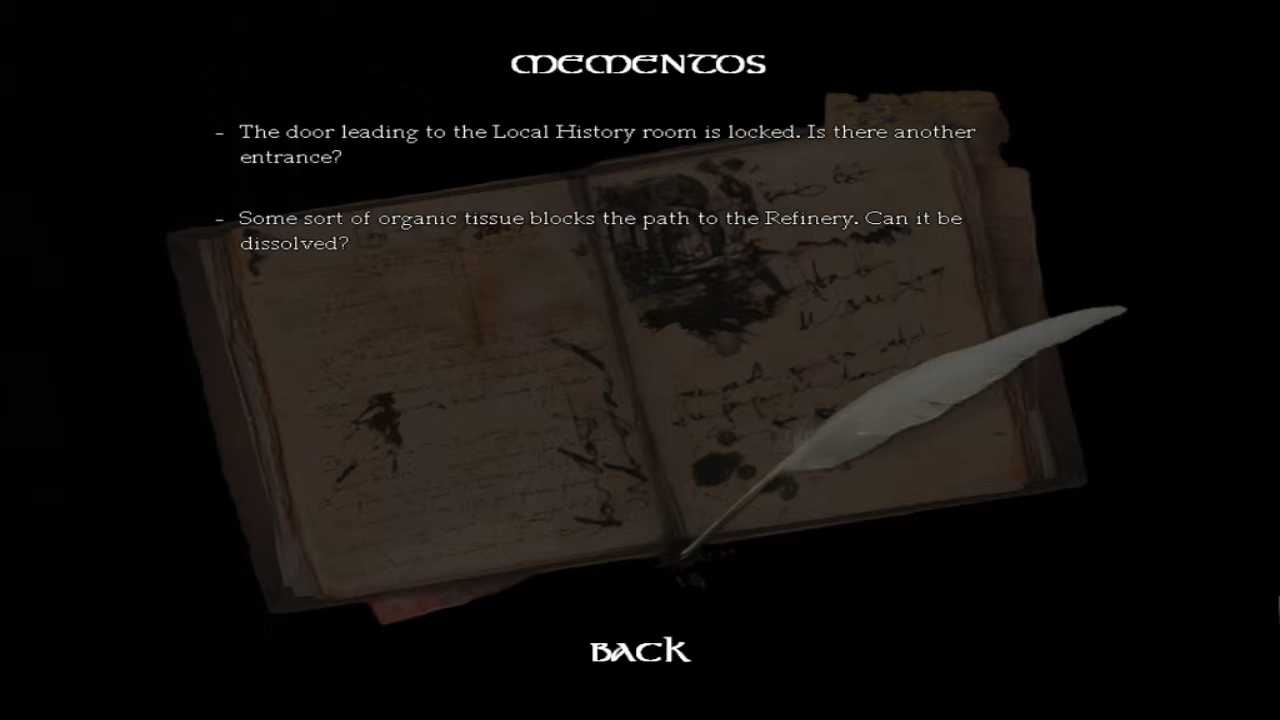 MEMENTOS
- The door leading to the Local History room is locked. Is there another
entrance?
- Some sort of organic tissue blocks the path to the Refinery. Can it be
dissolved?
BACK